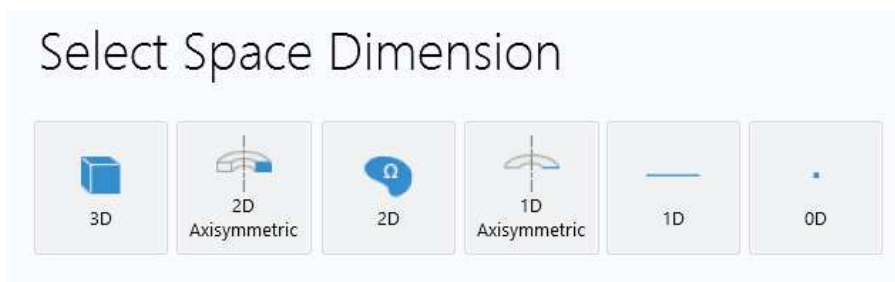 Select Space Dimension
3D
2D
Axisymmetric
Ω
2D
1D
Axisymmetric
1D
0D